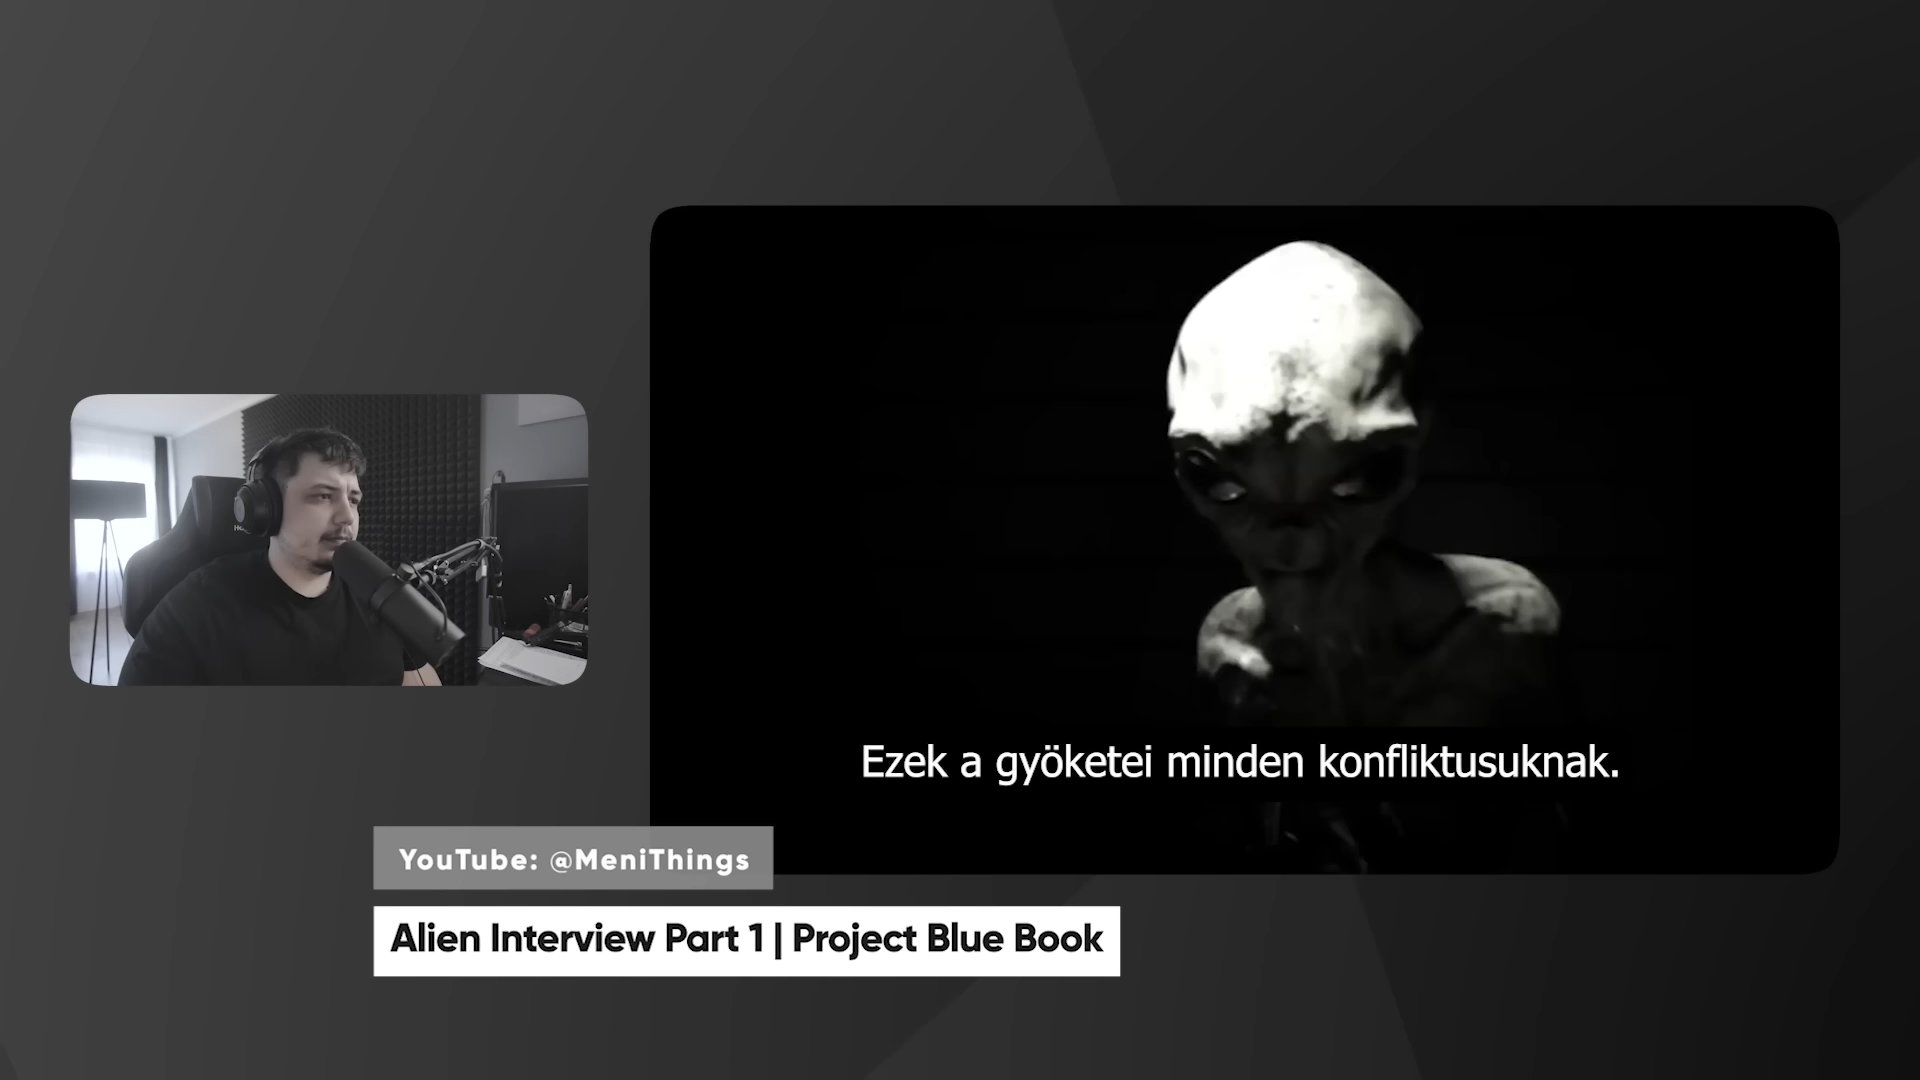 Ezek a gyöketei minden konfliktusuknak.
YouTube: @MeniThings
Alien Interview Part 1 | Project Blue Book